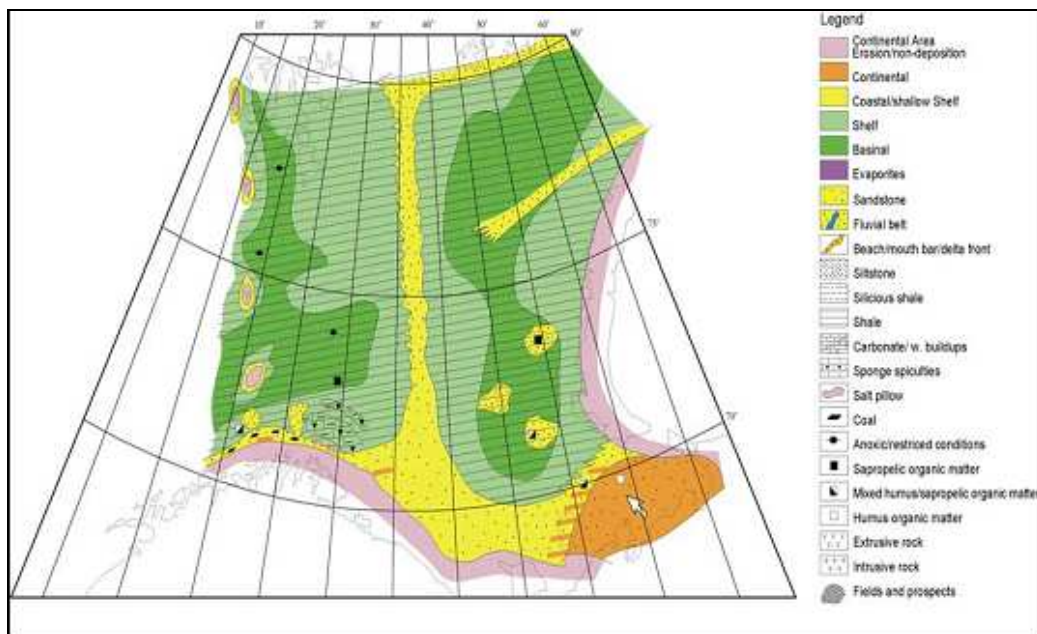 10°
20°
30°
40°
50°
60°
80°
75°
70°
Legend
Continental Area
Erosion/non-deposition
Continental
Coastal/shallow Shelf
Shelf
Basinal
Evaporites
Sandstone
Fluvial belt
Beach/mouth bar/delta front
Siltstone
Silicious shale
Shale
Carbonate/ w. buildups
Sponge spiculties
Salt pillow
Coal
Anoxic/restriced conditions
Sapropelic organic matter
Mixed humus/sapropelic organic matter
Humus organic matter
Extrusive rock
Intrusive rock
Fields and prospects